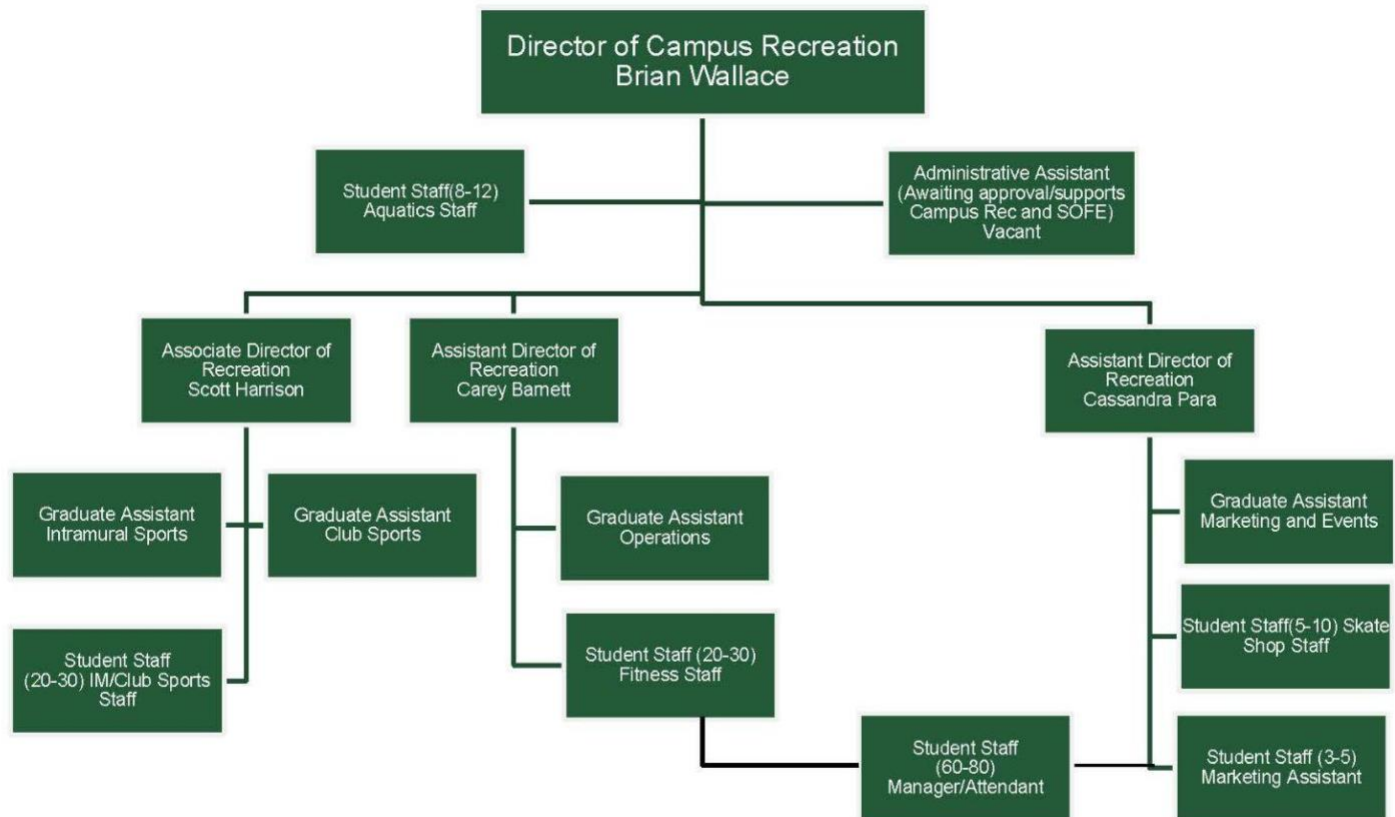 Director of Campus Recreation
Brian Wallace
Student Staff(8-12)
Aquatics Staff
Administrative Assistant
(Awaiting approval/supports
Campus Rec and SOFE)
Vacant
Associate Director of
Recreation
Scott Harrison
Assistant Director of
Recreation
Carey Barnett
Assistant Director of
Recreation
Cassandra Para
Graduate Assistant
Intramural Sports
Graduate Assistant
Club Sports
Graduate Assistant
Operations
Graduate Assistant
Marketing and Events
Student Staff
(20-30) IM/Club Sports
Staff
Student Staff (20-30)
Fitness Staff
Student Staff(5-10) Skate
Shop Staff
Student Staff
(60-80)
Manager/Attendant
Student Staff (3-5)
Marketing Assistant